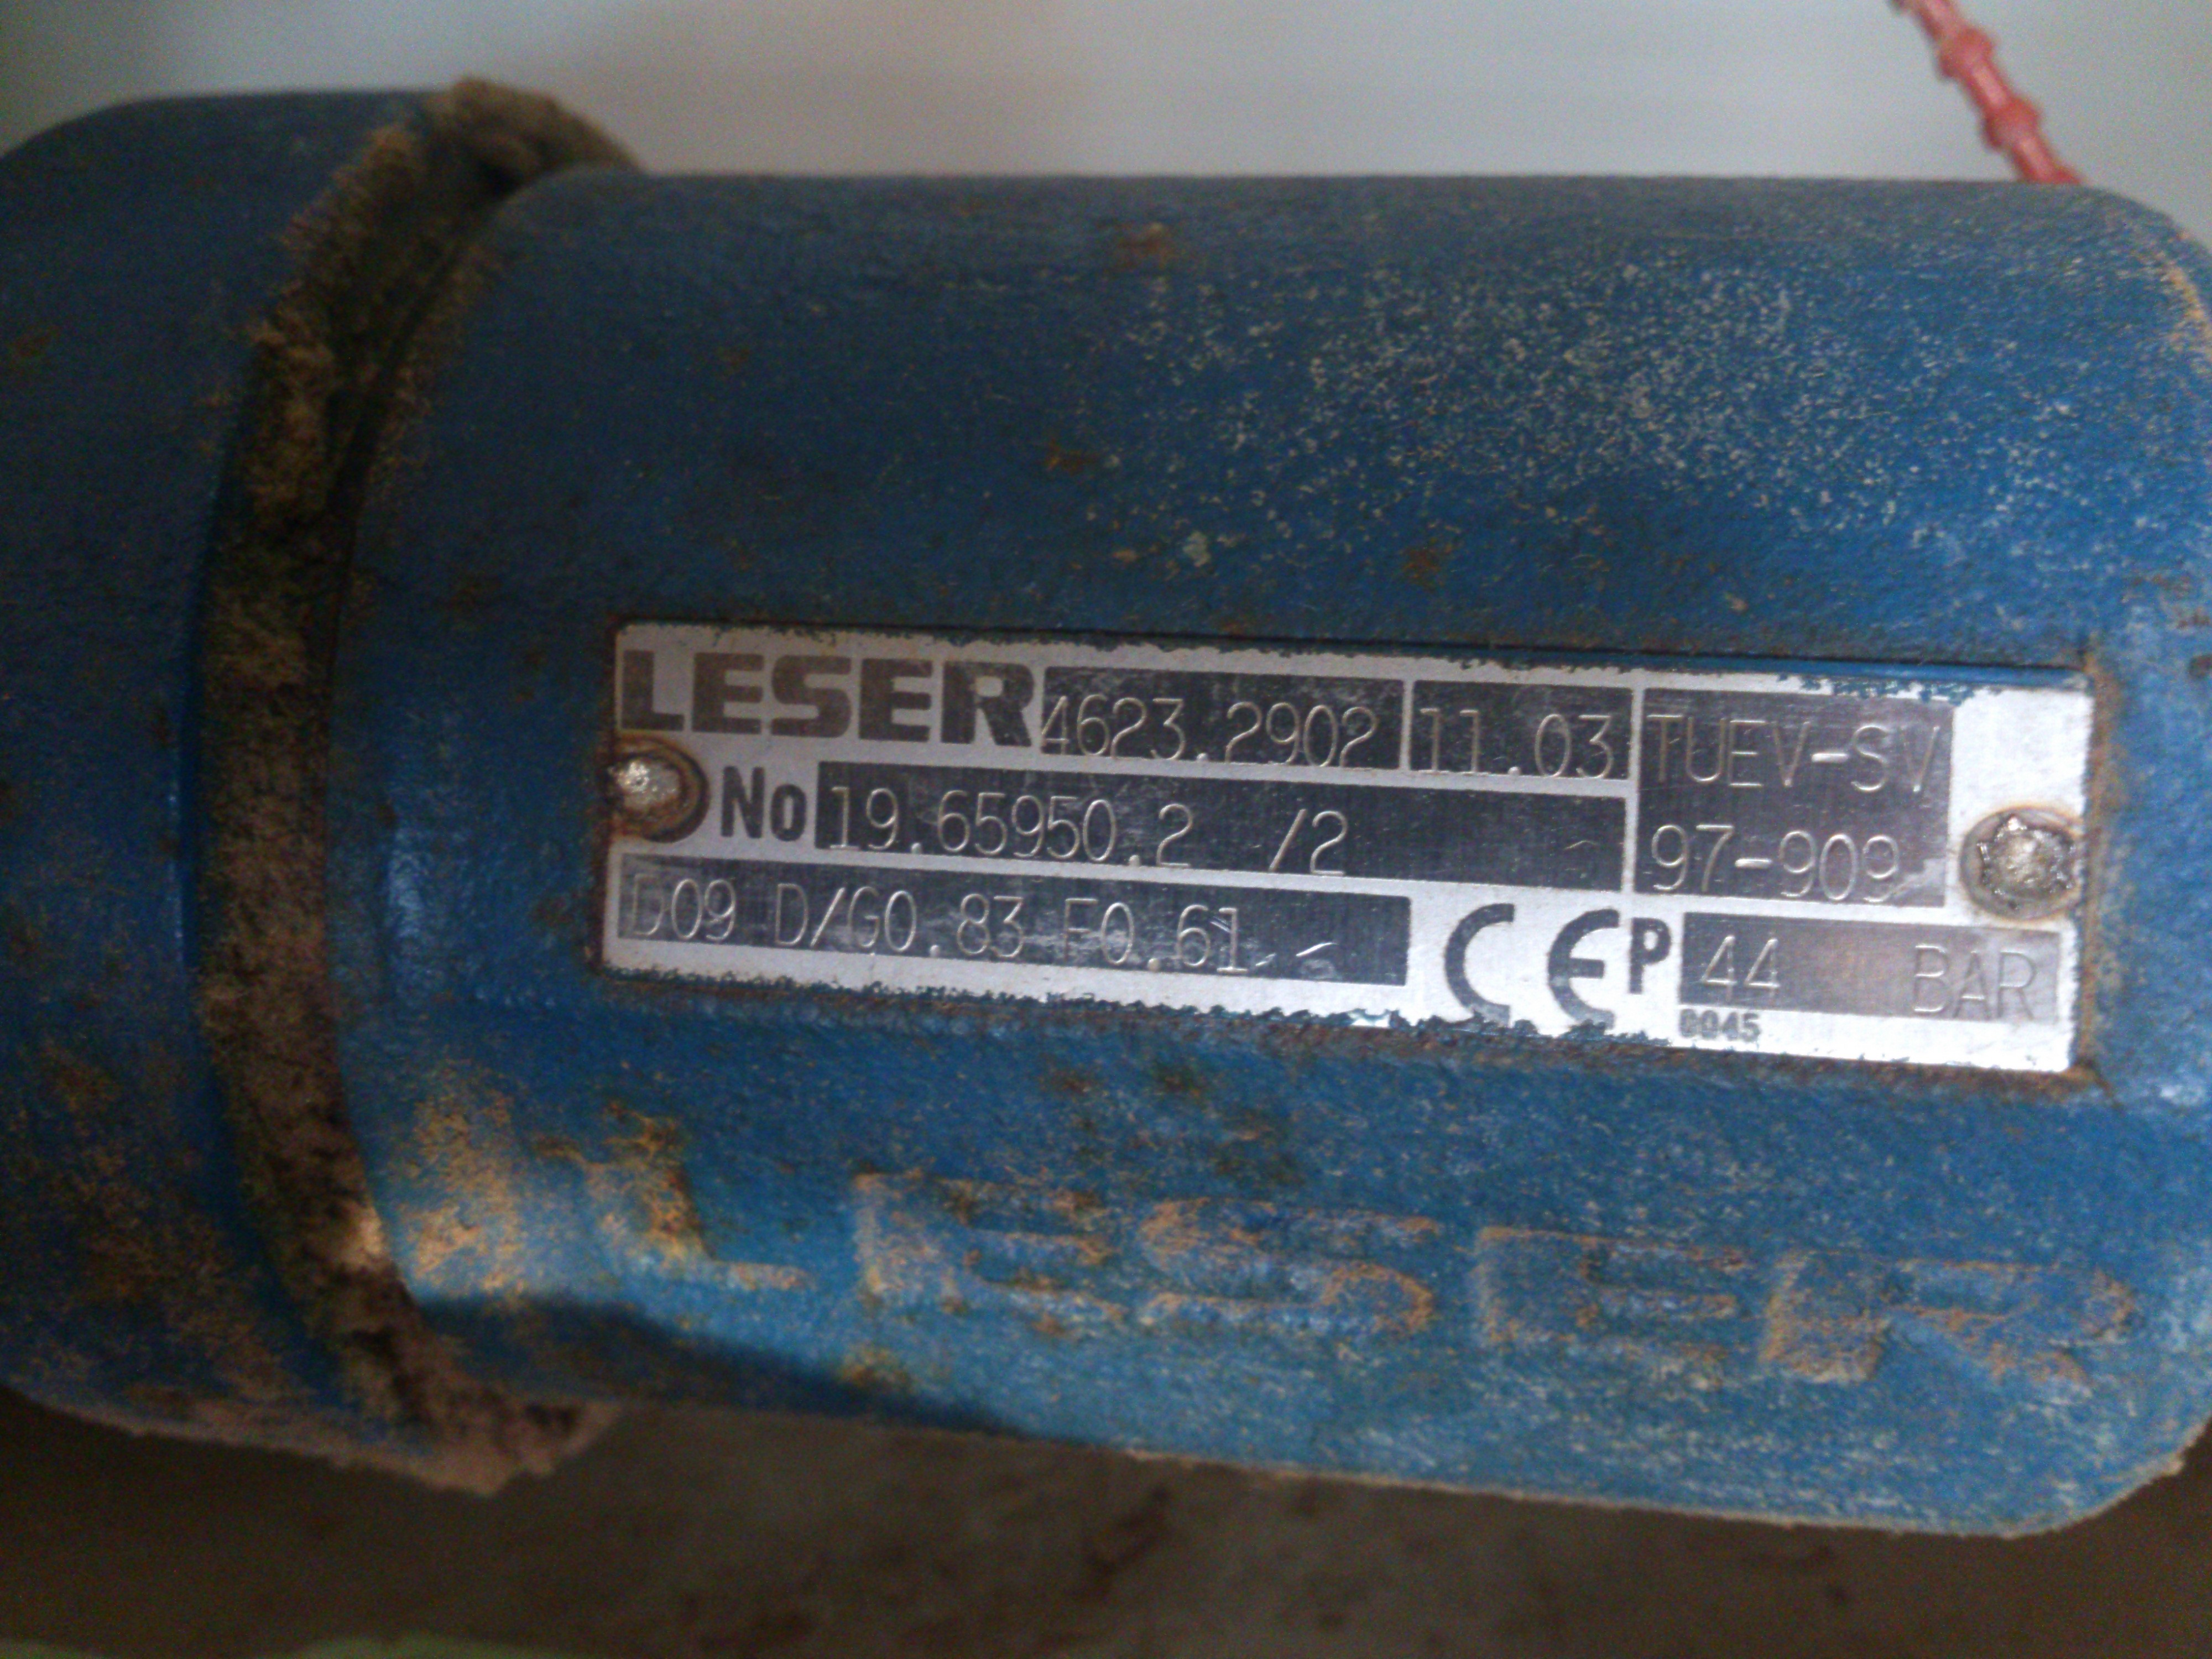 LESER 4623.2902 11.03 TUEV-SV
No 19.65950.2 /2 97-909
D09 D/G0.83 F0.61 CE P 44 BAR
0045
LESER